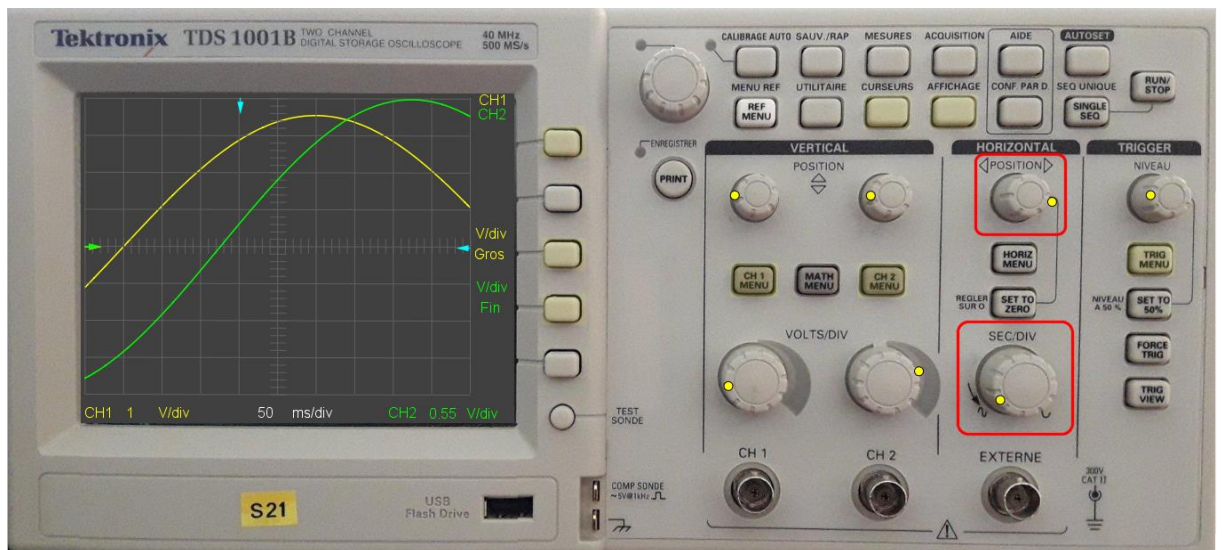 Tektronix TDS 1001B TWO CHANNEL DIGITAL STORAGE OSCILLOSCOPE 40 MHz 500 MS/s
CH1
CH2
V/div
Gros
V/div
Fin
CH1 1 V/div 50 ms/div CH2 0.55 V/div
S21
USB
Flash Drive
CALIBRAGE AUTO SAUV./RAP MESURES ACQUISITION AIDE AUTOSET
MENU REF UTILITAIRE CURSEURS AFFICHAGE CONF. PAR D. SEQ UNIQUE
RUN/
STOP
REF
MENU
SINGLE
SEQ
ENREGISTRER
PRINT
VERTICAL HORIZONTAL TRIGGER
POSITION POSITION NIVEAU
CH 1
MENU
MATH
MENU
CH 2
MENU
HORIZ
MENU
TRIG
MENU
REGLER
SUR 0
SET TO
ZERO
NIVEAU
A 50 %
SET TO
50%
VOLTS/DIV SEC/DIV
FORCE
TRIG
TRIG
VIEW
TEST
SONDE
CH 1 CH 2 EXTERNE
COMP SONDE
~5V@1kHz
300V
CAT II